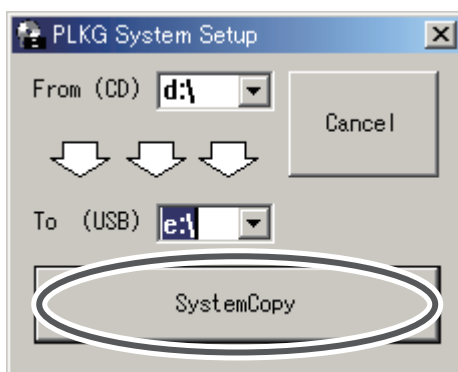 PLKG System Setup
From (CD) d:\
Cancel
To (USB) e:\
SystemCopy